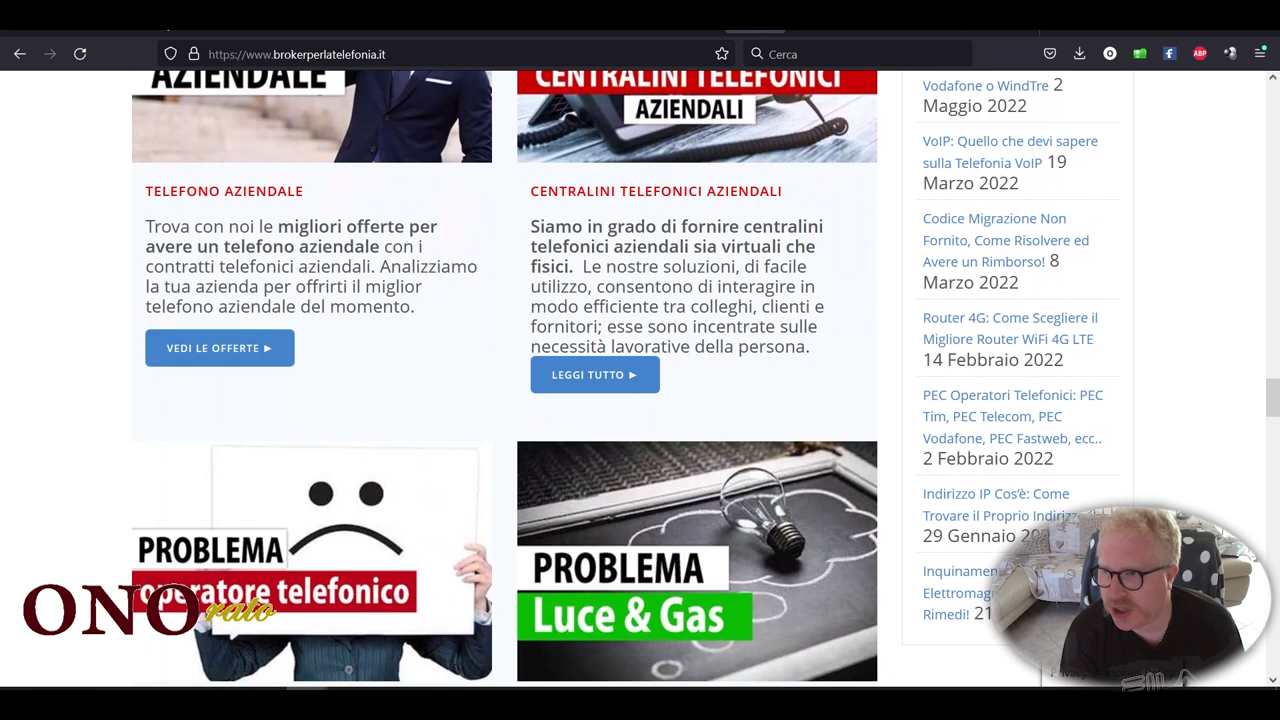 https://www.brokerperlatelefonia.it
Cerca
ABP
AZIENDALE
CENTRALINI TELEFONICI
AZIENDALI
TELEFONO AZIENDALE
Trova con noi le migliori offerte per
avere un telefono aziendale con i
contratti telefonici aziendali. Analizziamo
la tua azienda per offrirti il miglior
telefono aziendale del momento.
VEDI LE OFFERTE ►
CENTRALINI TELEFONICI AZIENDALI
Siamo in grado di fornire centralini
telefonici aziendali sia virtuali che
fisici. Le nostre soluzioni, di facile
utilizzo, consentono di interagire in
modo efficiente tra colleghi, clienti e
fornitori; esse sono incentrate sulle
necessità lavorative della persona.
LEGGI TUTTO ►
PROBLEMA
operatore telefonico
PROBLEMA
Luce & Gas
ONOrato
Vodafone o WindTre 2
Maggio 2022
VoIP: Quello che devi sapere
sulla Telefonia VoIP 19
Marzo 2022
Codice Migrazione Non
Fornito, Come Risolvere ed
Avere un Rimborso! 8
Marzo 2022
Router 4G: Come Scegliere il
Migliore Router WiFi 4G LTE
14 Febbraio 2022
PEC Operatori Telefonici: PEC
Tim, PEC Telecom, PEC
Vodafone, PEC Fastweb, ecc..
2 Febbraio 2022
Indirizzo IP Cos'è: Come
Trovare il Proprio
29 Gennaio
Rimedi! 21